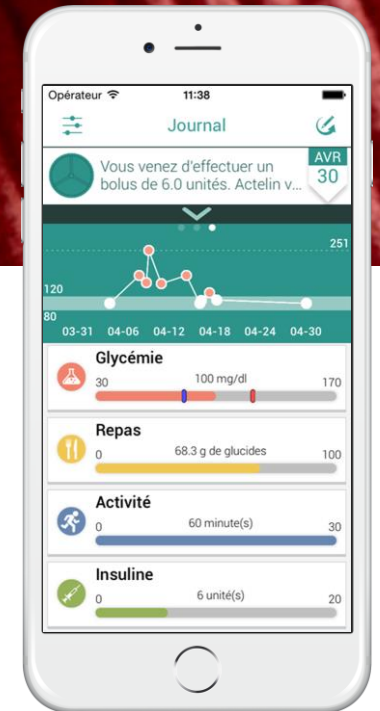 Opérateur 11:38
Journal
Vous venez d'effectuer un
bolus de 6.0 unités. Actelin v...
AVR
30
251
120
80
03-31 04-06 04-12 04-18 04-24 04-30
Glycémie
30 100 mg/dl 170
Repas
0 68.3 g de glucides 100
Activité
0 60 minute(s) 30
Insuline
0 6 unité(s) 20